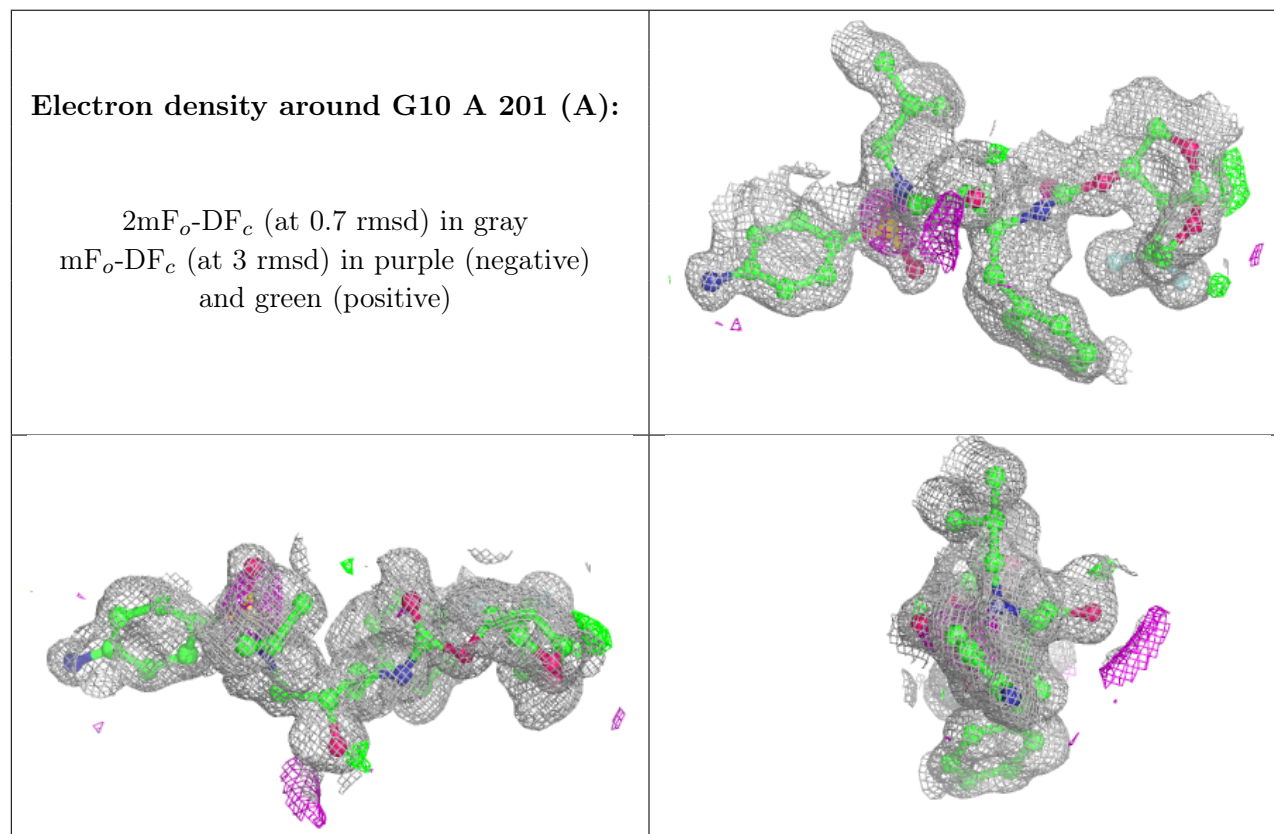 Electron density around G10 A 201 (A):
2mFₒ-DF𝒸 (at 0.7 rmsd) in gray
mFₒ-DF𝒸 (at 3 rmsd) in purple (negative)
and green (positive)